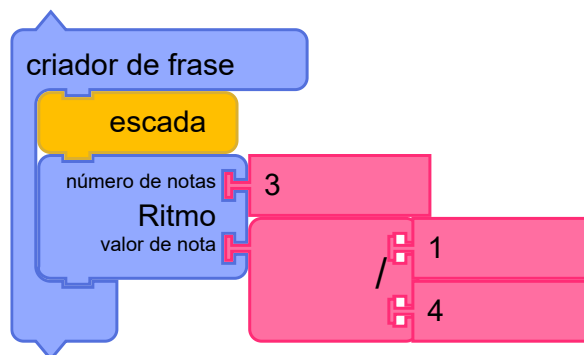 criador de frase
escada
número de notas
3
Ritmo
valor de nota
/
1
4